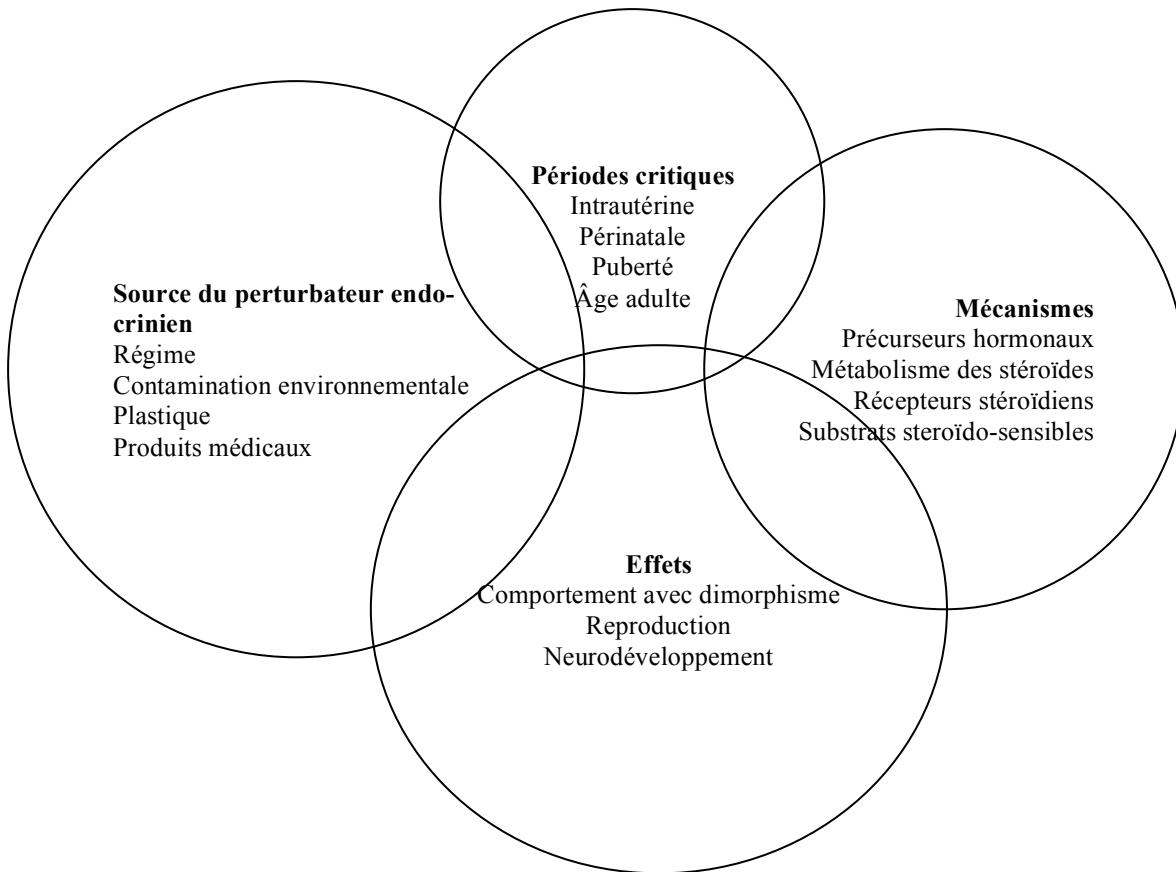 Périodes critiques
Intrautérine
Périnatale
Puberté
Âge adulte
Source du perturbateur endo-
crinien
Régime
Contamination environnementale
Plastique
Produits médicaux
Mécanismes
Précurseurs hormonaux
Métabolisme des stéroïdes
Récepteurs stéroïdiens
Substrats steroïdo-sensibles
Effets
Comportement avec dimorphisme
Reproduction
Neurodéveloppement